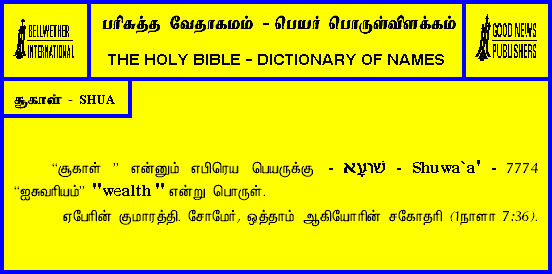 BELLWETHER
INTERNATIONAL
பரிசுத்த வேதாகமம் - பெயர் பொருள்விளக்கம்
THE HOLY BIBLE - DICTIONARY OF NAMES
GOOD NEWS
PUBLISHERS
சூகாள் - SHUA
“சூகாள் ” என்னும் எபிரெய பெயருக்கு - שׁוּעָא - Shuwa`a' - 7774
“ஐசுவரியம்” "wealth" என்று பொருள்.
ஏபேரின் குமாரத்தி. சோமேர், ஒத்தாம் ஆகியோரின் சகோதரி (1நாளா 7:36).